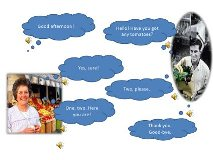 Good afternoon!
Hello! Have you got
any tomatoes?
Yes, sure!
Two, please.
One, two. Here
you are!
Thank you.
Good-bye.